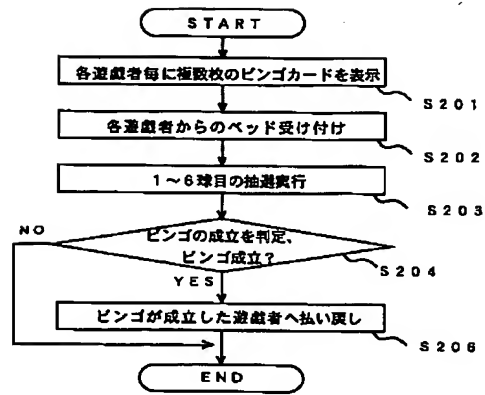 START
各遊戯者毎に複数枚のビンゴカードを表示
S201
各遊戯者からのベッド受け付け
S202
1～6球目の抽選実行
S203
NO
ビンゴの成立を判定、
ビンゴ成立?
S204
YES
ビンゴが成立した遊戯者へ払い戻し
S206
END